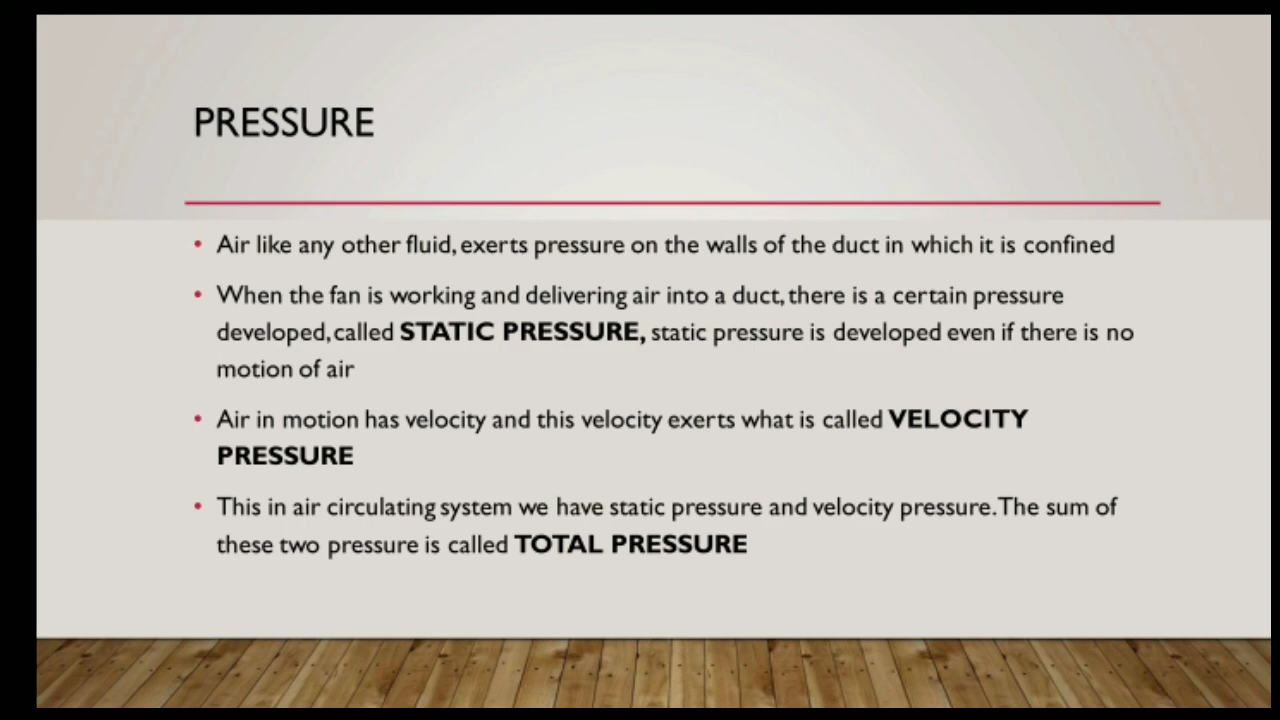 PRESSURE
• Air like any other fluid, exerts pressure on the walls of the duct in which it is confined
• When the fan is working and delivering air into a duct, there is a certain pressure
developed, called STATIC PRESSURE, static pressure is developed even if there is no
motion of air
• Air in motion has velocity and this velocity exerts what is called VELOCITY
PRESSURE
• This in air circulating system we have static pressure and velocity pressure. The sum of
these two pressure is called TOTAL PRESSURE